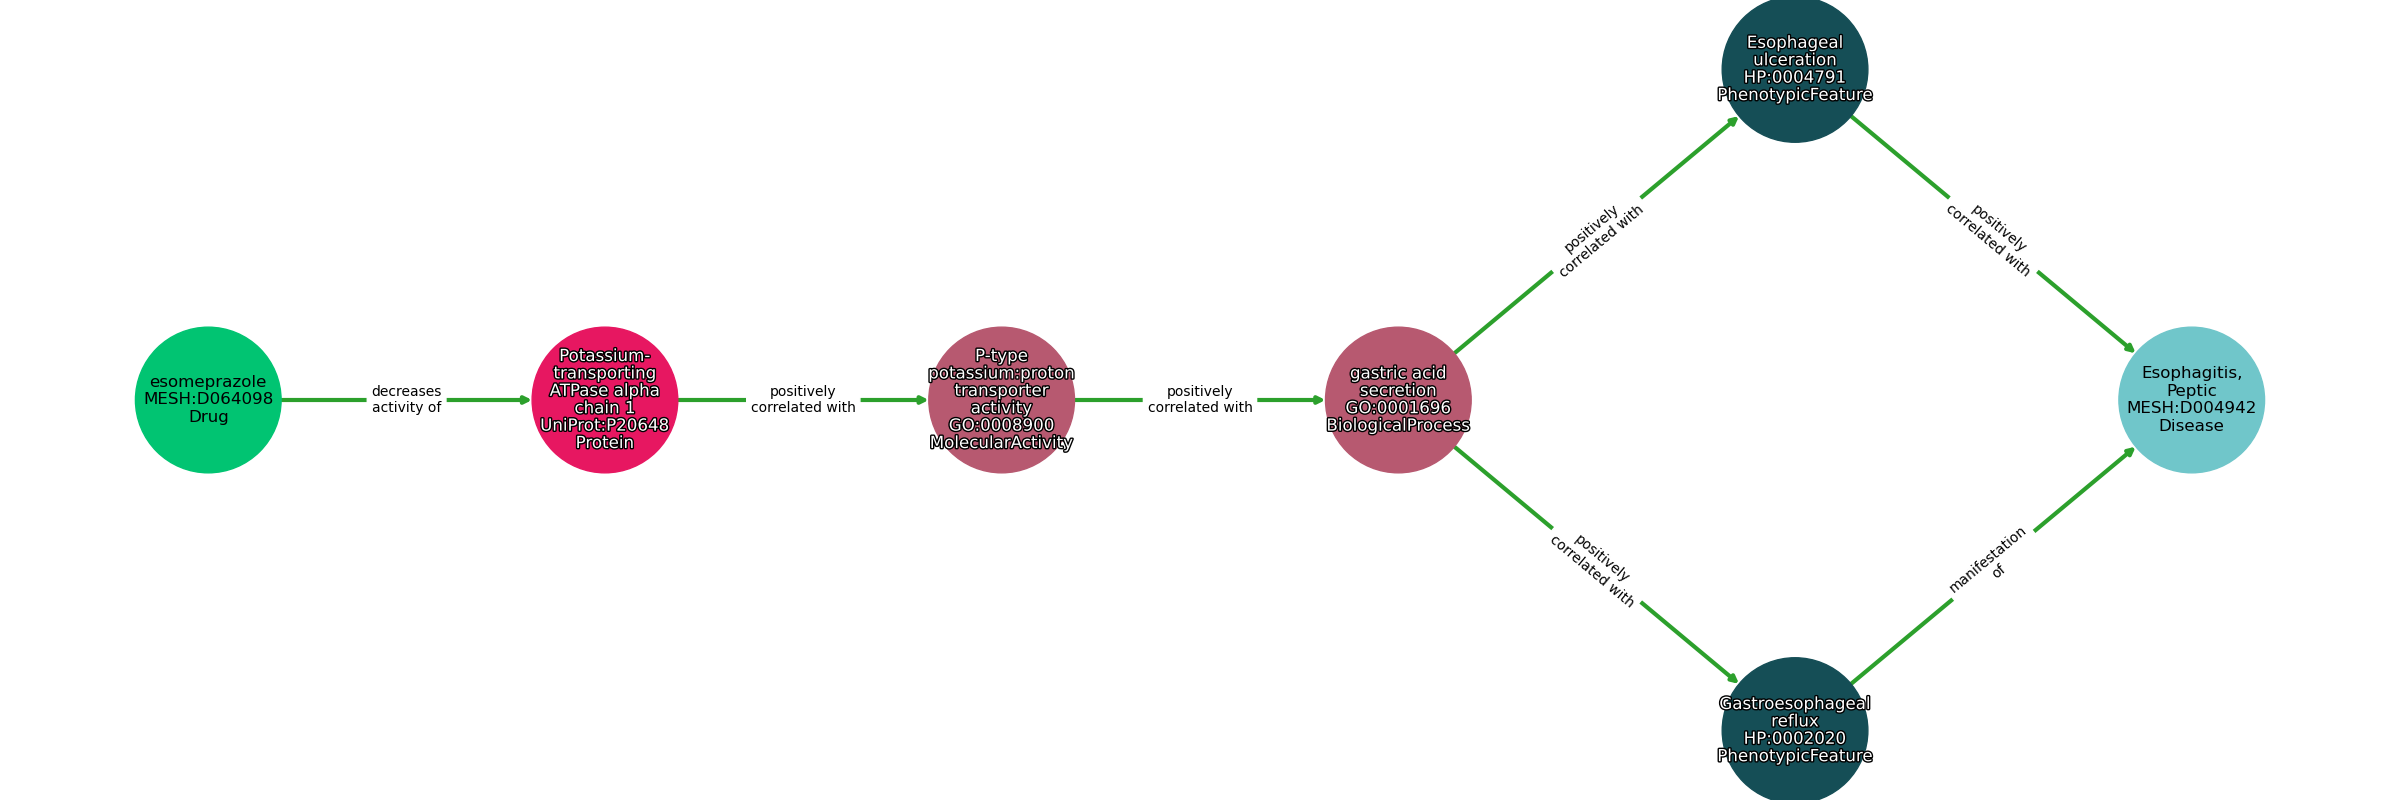 esomeprazole
MESH:D064098
Drug
decreases
activity of
Potassium-
transporting
ATPase alpha
chain 1
UniProt:P20648
Protein
positively
correlated with
P-type
potassium:proton
transporter
activity
GO:0008900
MolecularActivity
positively
correlated with
gastric acid
secretion
GO:0001696
BiologicalProcess
positively
correlated with
Esophageal
ulceration
HP:0004791
PhenotypicFeature
positively
correlated with
positively
correlated with
Gastroesophageal
reflux
HP:0002020
PhenotypicFeature
manifestation
of
Esophagitis,
Peptic
MESH:D004942
Disease